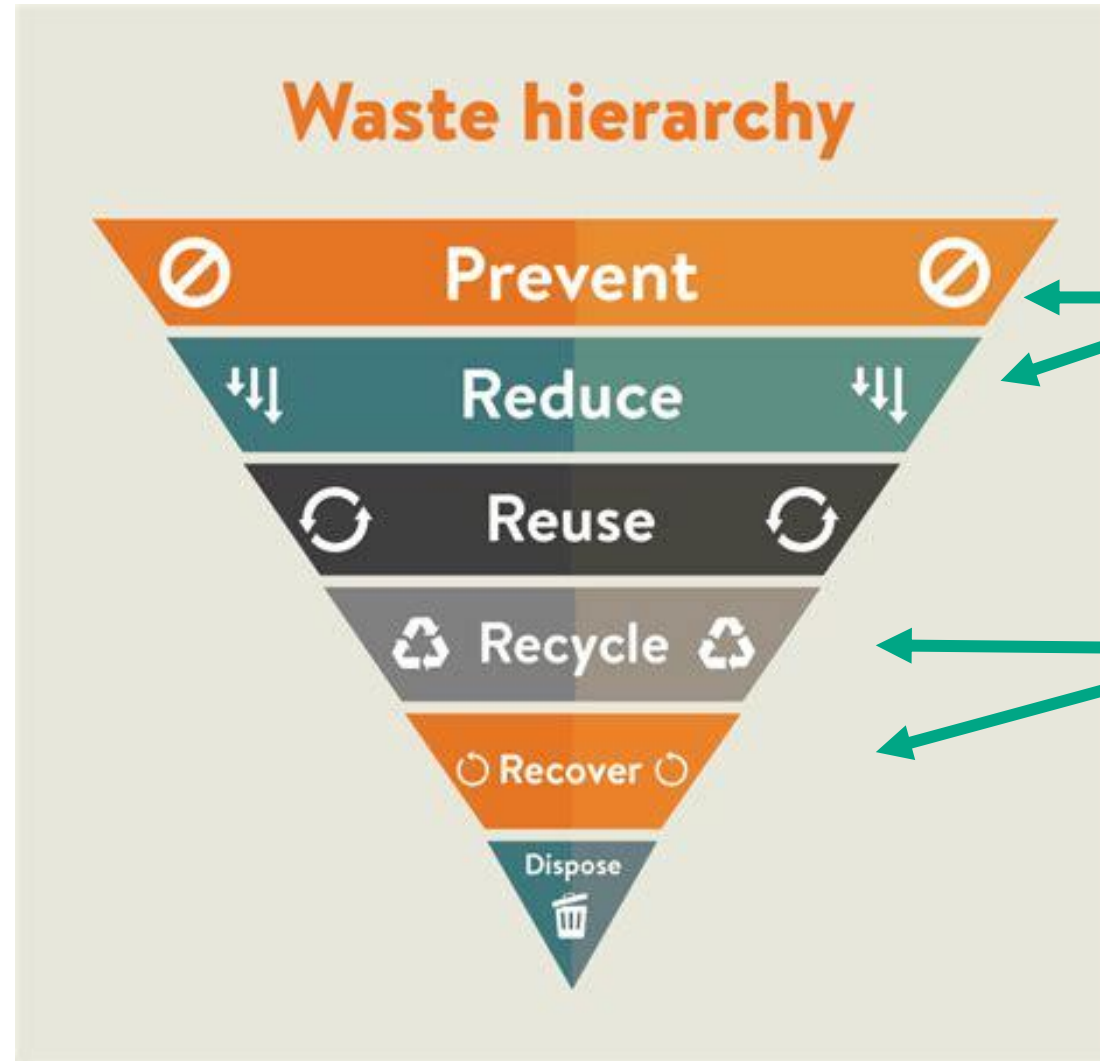 Waste hierarchy
Prevent
Reduce
Reuse
Recycle
Recover
Dispose